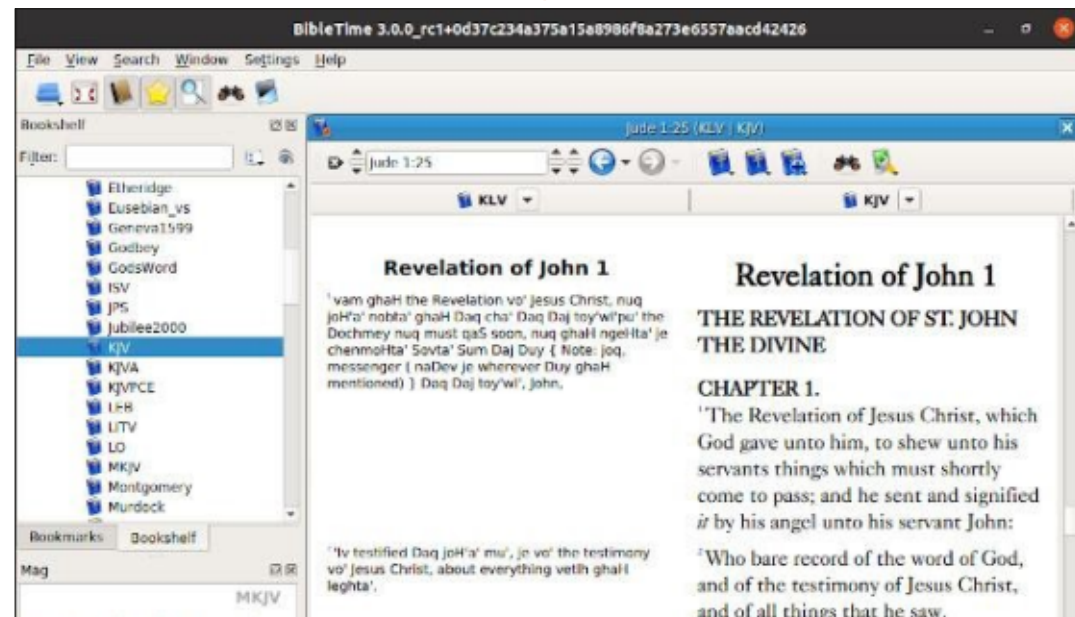 BibleTime 3.0.0_rc1+0d37c234a375a15a8986f8a273e6557aacd42426
File View Search Window Settings Help
Bookshelf
Filter:
Etheridge
Eusebian_vs
Geneva1599
Godbey
GodsWord
ISV
JPS
Jubilee2000
KJV
KJVA
KJVPCE
LEB
LITV
LO
MKJV
Montgomery
Murdock
Bookmarks Bookshelf
Mag
MKJV
Jude 1:25 (KLV | KJV)
Jude 1:25
KLV
KJV
Revelation of John 1
1 vam ghaH the Revelation vo' Jesus Christ, nuq
joH'a' nobta' ghaH Daq cha' Daq Daj toy'wI'pu' the
Dochmey nuq must qaS soon, nuq ghaH ngeHta' je
chenmoHta' Sovta' Sum Daj Duy { Note: joq,
messenger ( naDev je wherever Duy ghaH
mentioned) } Daq Daj toy'wI', John,
'Iv testified Daq joH'a' mu', je vo' the testimony
vo' Jesus Christ, about everything vetlh ghaH
leghta'.
Revelation of John 1
THE REVELATION OF ST. JOHN
THE DIVINE
CHAPTER 1.
1 The Revelation of Jesus Christ, which
God gave unto him, to shew unto his
servants things which must shortly
come to pass; and he sent and signified
it by his angel unto his servant John:
2 Who bare record of the word of God,
and of the testimony of Jesus Christ,
and of all things that he saw.